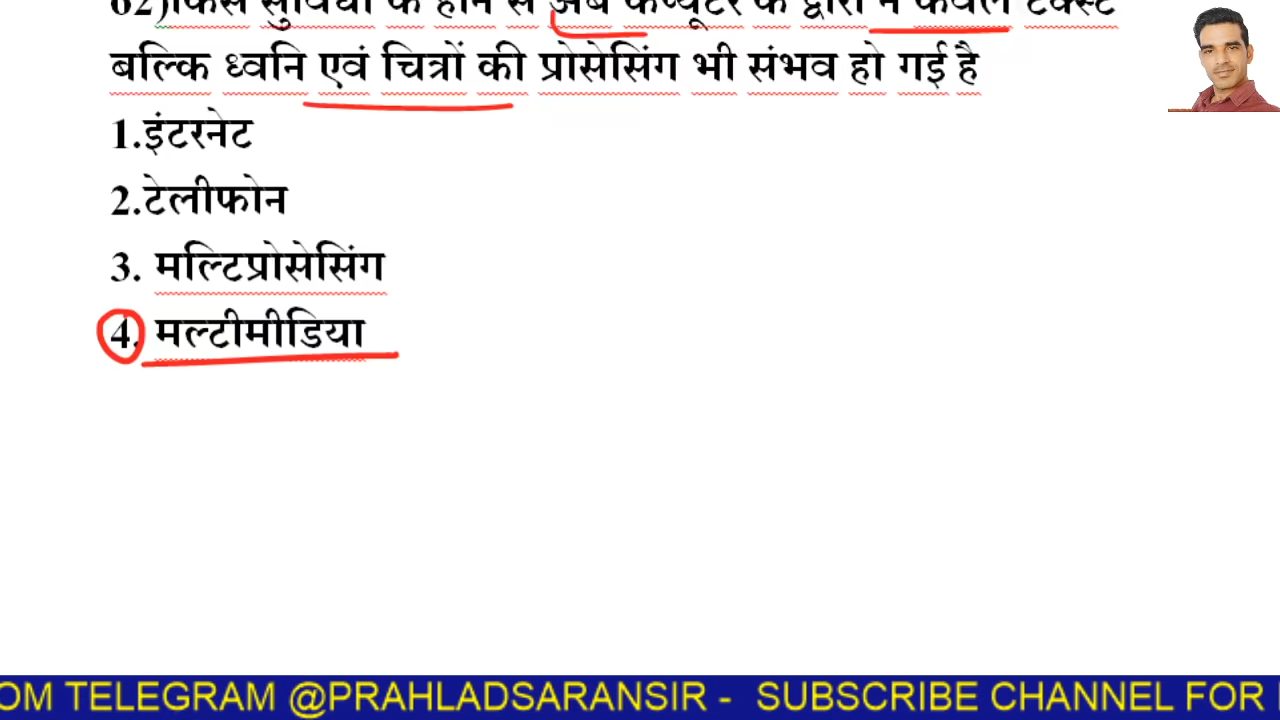 62)किस सुविधा के होने से अब कंप्यूटर के द्वारा न केवल टेक्स्ट
बल्कि ध्वनि एवं चित्रों की प्रोसेसिंग भी संभव हो गई है
1.इंटरनेट
2.टेलीफोन
3. मल्टिप्रोसेसिंग
4. मल्टीमीडिया
OM TELEGRAM @PRAHLADSARANSIR - SUBSCRIBE CHANNEL FOR